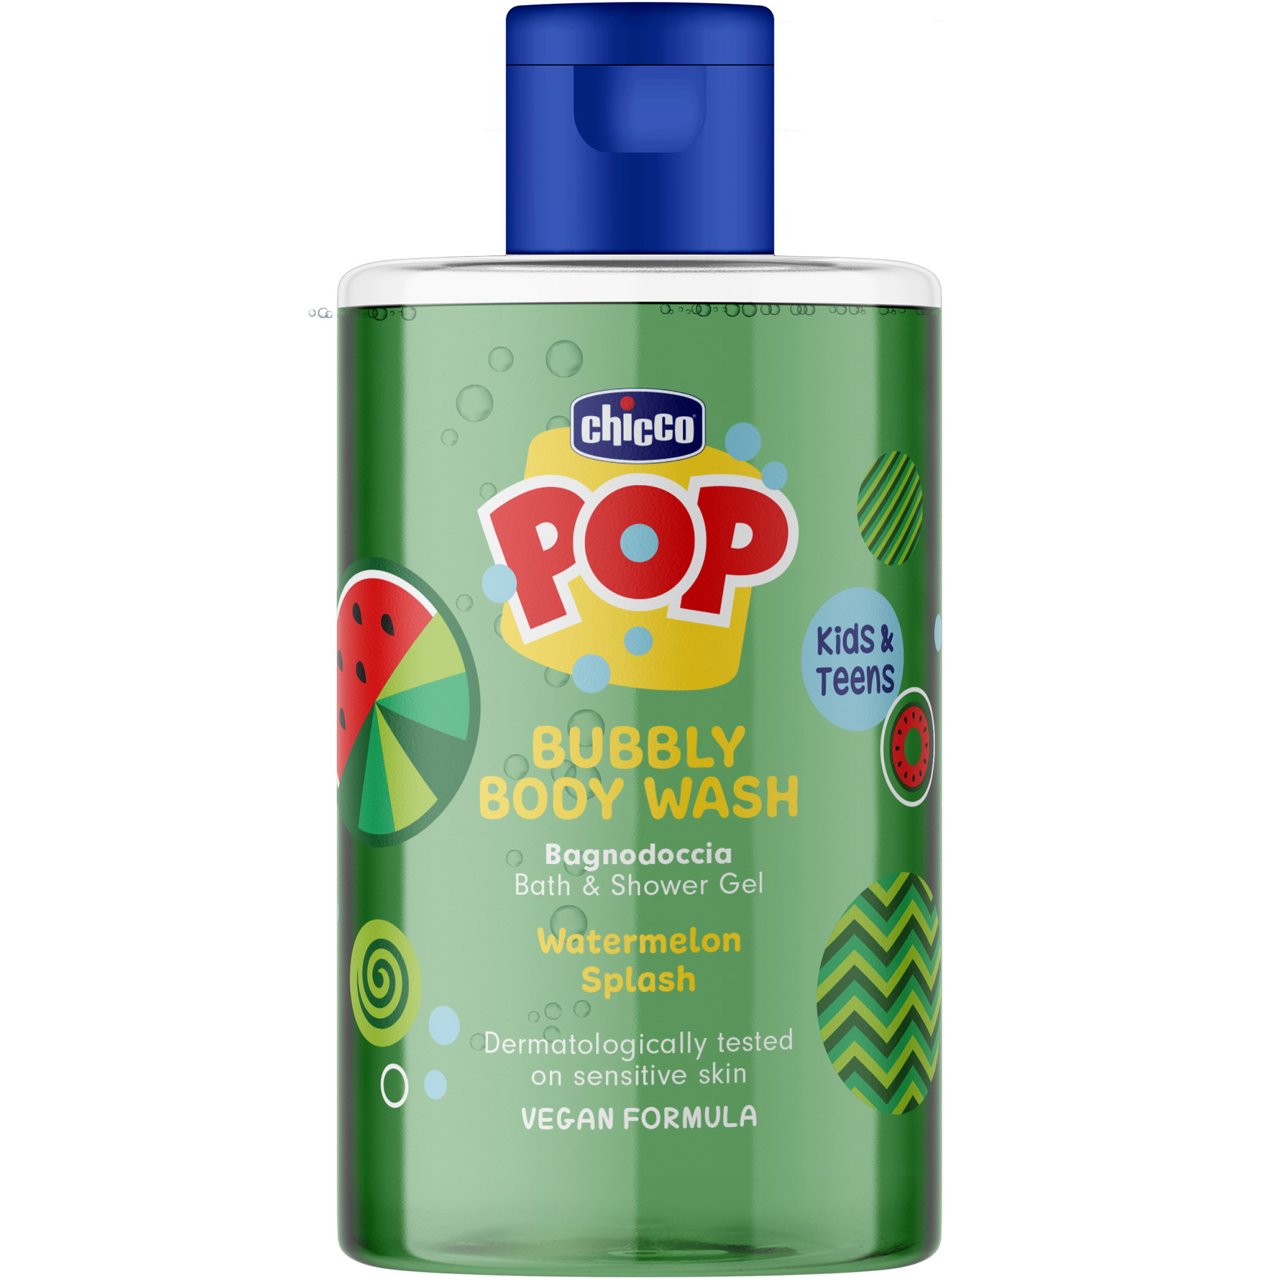 chicco
POP
Kids &
Teens
BUBBLY
BODY WASH
Bagnodoccia
Bath & Shower Gel
Watermelon
Splash
Dermatologically tested
on sensitive skin
VEGAN FORMULA